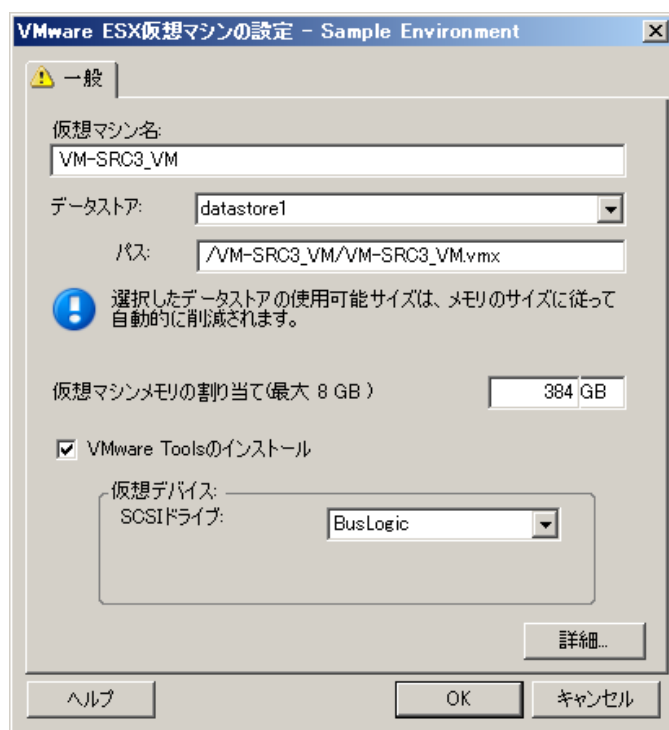 VMware ESX仮想マシンの設定 - Sample Environment
一般
仮想マシン名:
VM-SRC3_VM
データストア: datastore1
パス: /VM-SRC3_VM/VM-SRC3_VM.vmx
選択したデータストアの使用可能サイズは、メモリのサイズに従って
自動的に削減されます。
仮想マシンメモリの割り当て(最大 8 GB ) 384 GB
VMware Toolsのインストール
仮想デバイス:
SCSIドライブ: BusLogic
詳細...
ヘルプ OK キャンセル